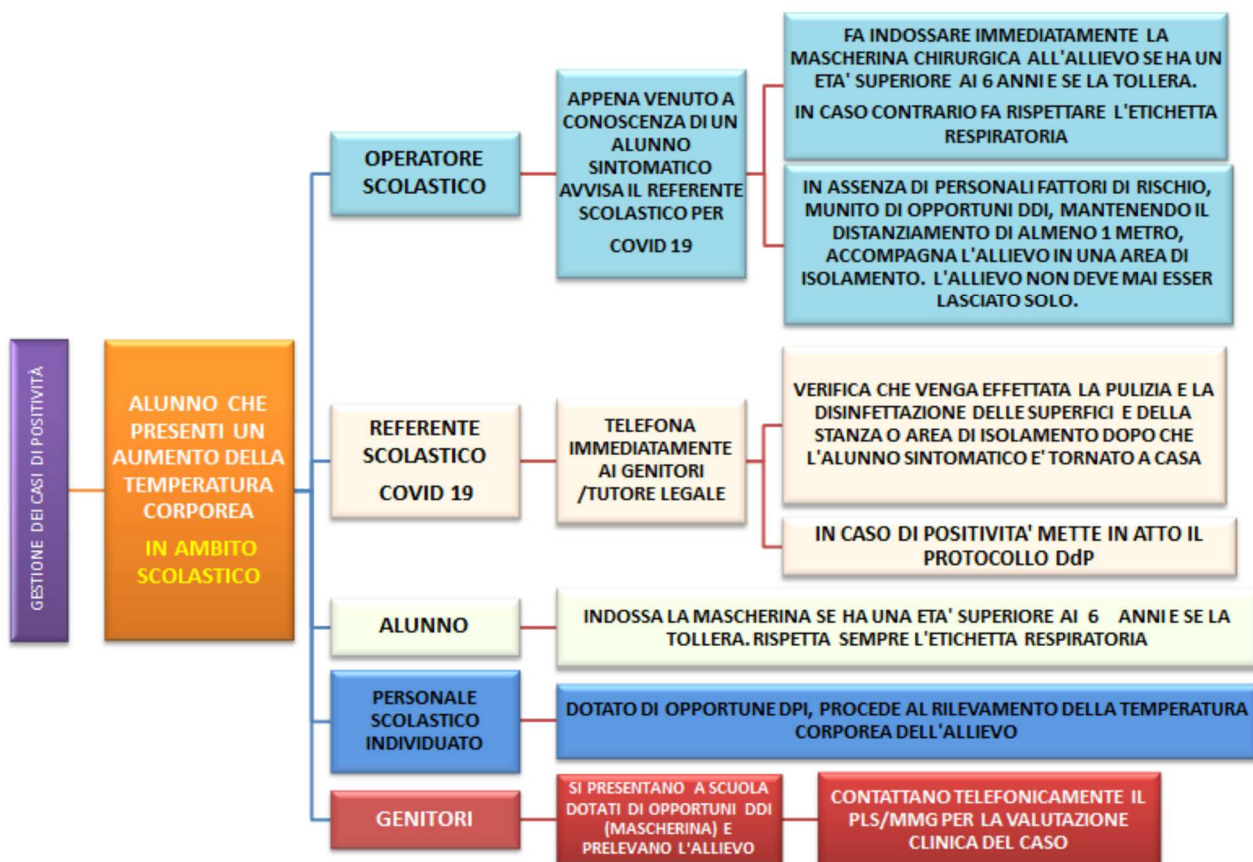 GESTIONE DEI CASI DI POSITIVITÀ
ALUNNO CHE
PRESENTI UN
AUMENTO DELLA
TEMPERATURA
CORPOREA
IN AMBITO
SCOLASTICO
OPERATORE
SCOLASTICO
APPENA VENUTO A
CONOSCENZA DI UN
ALUNNO
SINTOMATICO
AVVISA IL REFERENTE
SCOLASTICO PER
COVID 19
FA INDOSSARE IMMEDIATAMENTE LA
MASCHERINA CHIRURGICA ALL'ALLIEVO SE HA UN
ETA' SUPERIORE AI 6 ANNI E SE LA TOLLERA.
IN CASO CONTRARIO FA RISPETTARE L'ETICHETTA
RESPIRATORIA
IN ASSENZA DI PERSONALI FATTORI DI RISCHIO,
MUNITO DI OPPORTUNI DDI, MANTENENDO IL
DISTANZIAMENTO DI ALMENO 1 METRO,
ACCOMPAGNA L'ALLIEVO IN UNA AREA DI
ISOLAMENTO. L'ALLIEVO NON DEVE MAI ESSER
LASCIATO SOLO.
REFERENTE
SCOLASTICO
COVID 19
TELEFONA
IMMEDIATAMENTE
AI GENITORI
/TUTORE LEGALE
VERIFICA CHE VENGA EFFETTATA LA PULIZIA E LA
DISINFETTAZIONE DELLE SUPERFICI E DELLA
STANZA O AREA DI ISOLAMENTO DOPO CHE
L'ALUNNO SINTOMATICO E' TORNATO A CASA
IN CASO DI POSITIVITA' METTE IN ATTO IL
PROTOCOLLO DdP
ALUNNO
INDOSSA LA MASCHERINA SE HA UNA ETA' SUPERIORE AI 6 ANNI E SE LA
TOLLERA. RISPETTA SEMPRE L'ETICHETTA RESPIRATORIA
PERSONALE
SCOLASTICO
INDIVIDUATO
DOTATO DI OPPORTUNE DPI, PROCEDE AL RILEVAMENTO DELLA TEMPERATURA
CORPOREA DELL'ALLIEVO
GENITORI
SI PRESENTANO A SCUOLA
DOTATI DI OPPORTUNI DDI
(MASCHERINA) E
PRELEVANO L'ALLIEVO
CONTATTANO TELEFONICAMENTE IL
PLS/MMG PER LA VALUTAZIONE
CLINICA DEL CASO